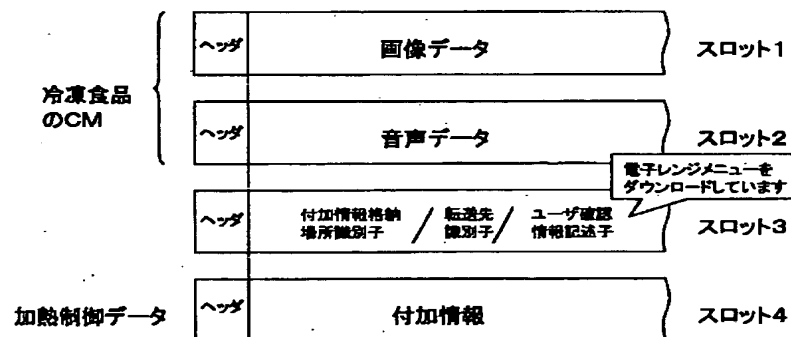 ヘッダ 画像データ スロット1
冷凍食品
のCM
ヘッダ 音声データ スロット2
電子レンジメニューを
ダウンロードしています
ヘッダ 付加情報格納 / 転送先 / ユーザ確認 スロット3
場所識別子 識別子 情報記述子
加熱制御データ ヘッダ 付加情報 スロット4